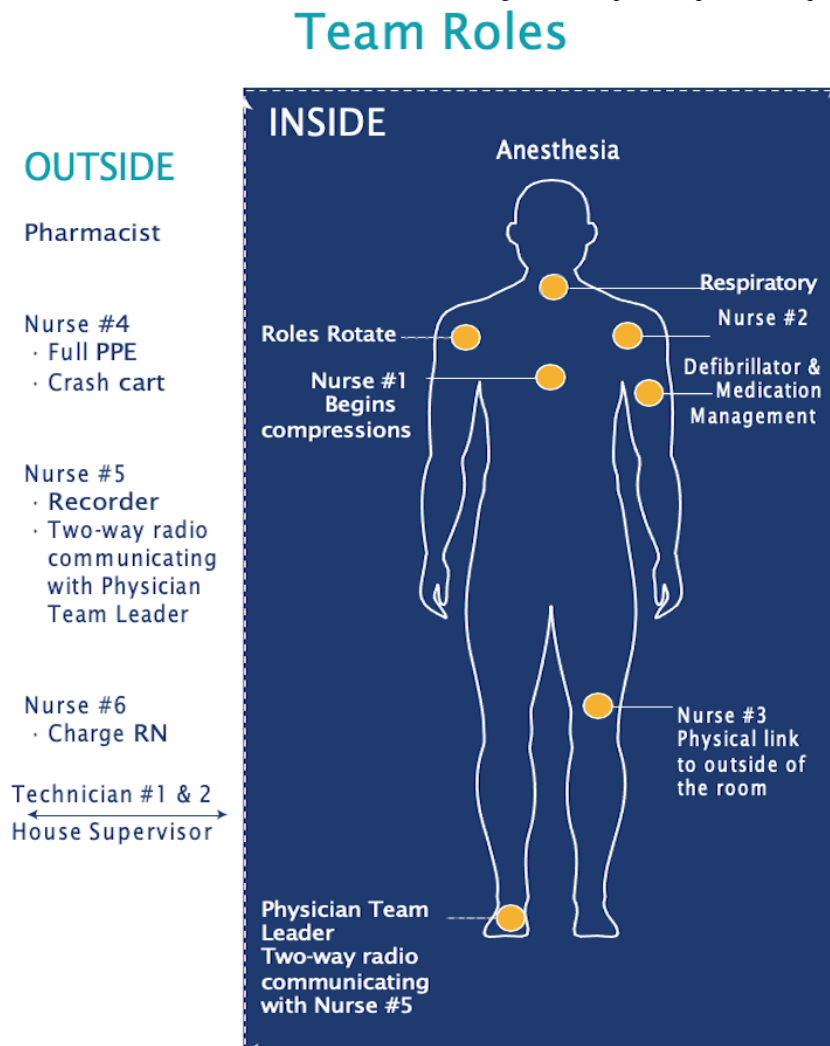 Team Roles
OUTSIDE
Pharmacist
Nurse #4
· Full PPE
· Crash cart
Nurse #5
· Recorder
· Two-way radio
communicating
with Physician
Team Leader
Nurse #6
· Charge RN
Technician #1 & 2
House Supervisor
INSIDE
Anesthesia
Respiratory
Nurse #2
Roles Rotate
Defibrillator &
Medication
Management
Nurse #1
Begins
compressions
Nurse #3
Physical link
to outside of
the room
Physician Team
Leader
Two-way radio
communicating
with Nurse #5